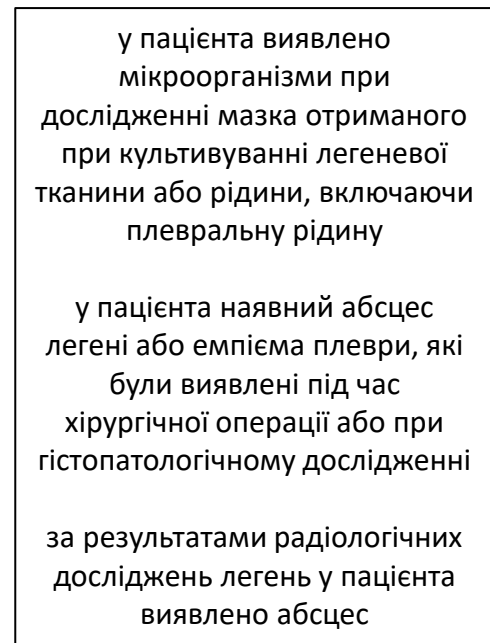 у пацієнта виявлено
мікроорганізми при
дослідженні мазка отриманого
при культивуванні легеневої
тканини або рідини, включаючи
плевральну рідину
у пацієнта наявний абсцес
легені або емпієма плеври, які
були виявлені під час
хірургічної операції або при
гістопатологічному дослідженні
за результатами радіологічних
досліджень легень у пацієнта
виявлено абсцес